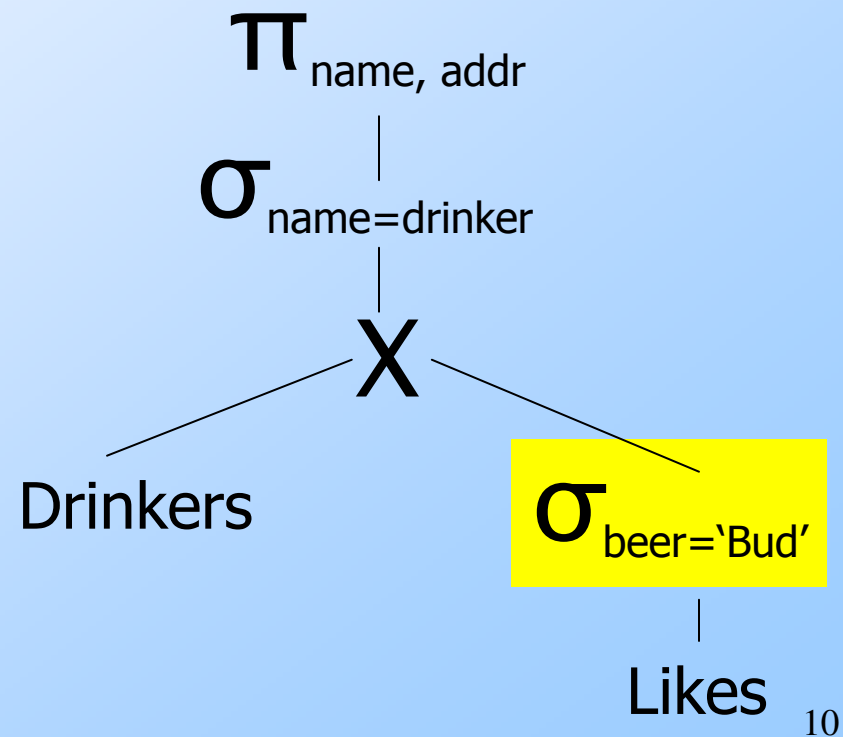 π name, addr
σ name=drinker
X
Drinkers
σ beer=‘Bud’
Likes
10